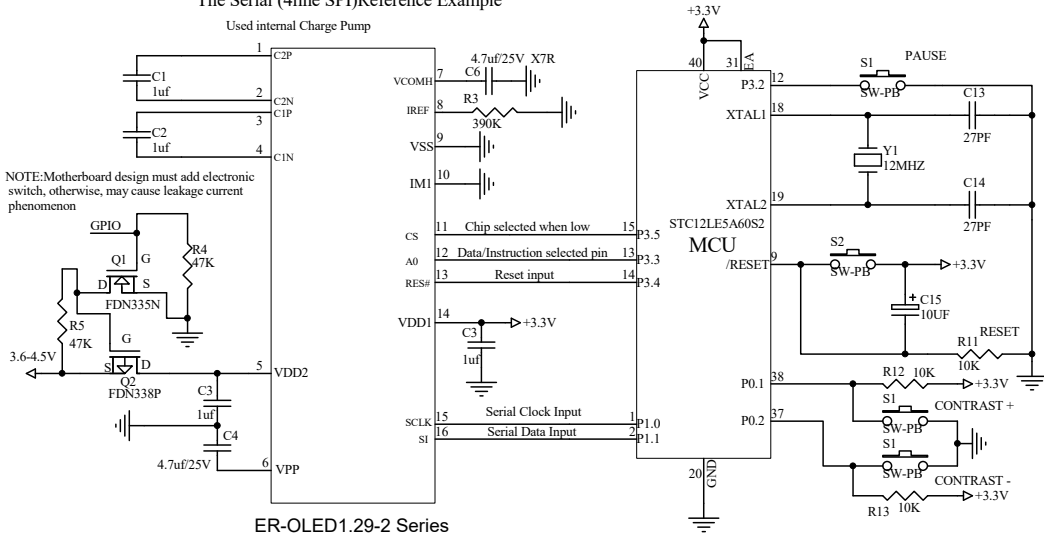 The Serial (4line SPI)Reference Example
Used internal Charge Pump
1
C2P
C1
1uf
2
C2N
C1P
3
C2
1uf
4
C1N
NOTE:Motherboard design must add electronic
switch, otherwise, may cause leakage current
phenomenon
GPIO
Q1
G
D
S
FDN335N
R4
47K
R5
47K
G
3.6-4.5V
S
D
Q2
FDN338P
5
VDD2
C3
1uf
C4
4.7uf/25V
6
VPP
ER-OLED1.29-2 Series
VCOMH
7
4.7uf/25V X7R
C6
IREF
8
R3
390K
VSS
9
IM1
10
CS
11
Chip selected when low
15
P3.5
A0
12
Data/Instruction selected pin
13
P3.3
RES#
13
Reset input
14
P3.4
VDD1
14
+3.3V
C3
1uf
SCLK
15
Serial Clock Input
1
P1.0
SI
16
Serial Data Input
2
P1.1
+3.3V
40
VCC
31
EA
STC12LE5A60S2
MCU
20
GND
P3.2
12
S1
SW-PB
PAUSE
XTAL1
18
C13
27PF
Y1
12MHZ
XTAL2
19
C14
27PF
/RESET
9
S2
SW-PB
+3.3V
+
C15
10UF
RESET
R11
10K
P0.1
38
R12
10K
+3.3V
S1
SW-PB
CONTRAST +
P0.2
37
S1
SW-PB
CONTRAST -
R13
10K
+3.3V